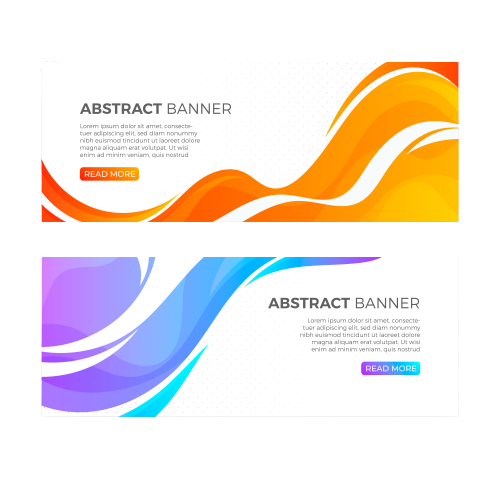 ABSTRACT BANNER
Lorem ipsum dolor sit amet, consecte-
tuer adipiscing elit, sed diam nonummy
nibh euismod tincidunt ut laoreet dolore
magna aliquam erat volutpat. Ut wisi
enim ad minim veniam, quis nostrud
READ MORE
ABSTRACT BANNER
Lorem ipsum dolor sit amet, consecte-
tuer adipiscing elit, sed diam nonummy
nibh euismod tincidunt ut laoreet dolore
magna aliquam erat volutpat. Ut wisi
enim ad minim veniam, quis nostrud
READ MORE